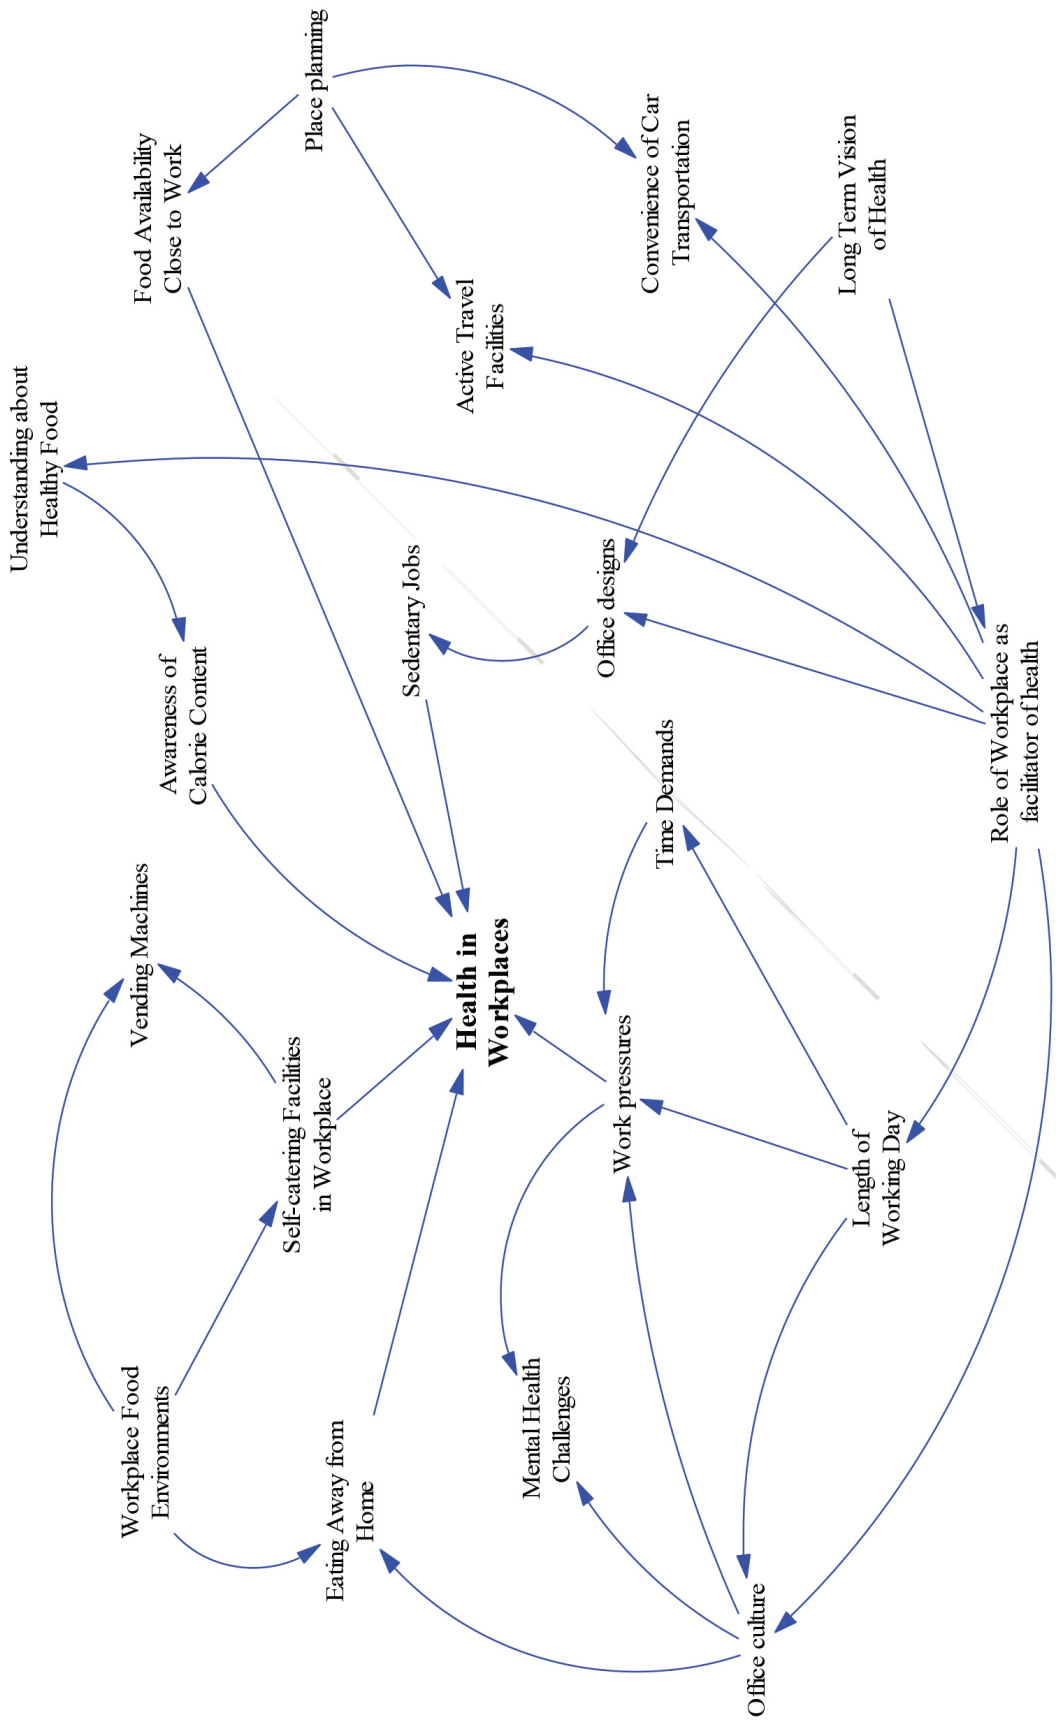 Workplace Food
Environments
Vending Machines
Awareness of
Calorie Content
Understanding about
Healthy Food
Food Availability
Close to Work
Place planning
Self-catering Facilities
in Workplace
Eating Away from
Home
Health in
Workplaces
Sedentary Jobs
Active Travel
Facilities
Mental Health
Challenges
Work pressures
Office designs
Convenience of Car
Transportation
Time Demands
Office culture
Length of
Working Day
Long Term Vision
of Health
Role of Workplace as
facilitator of health